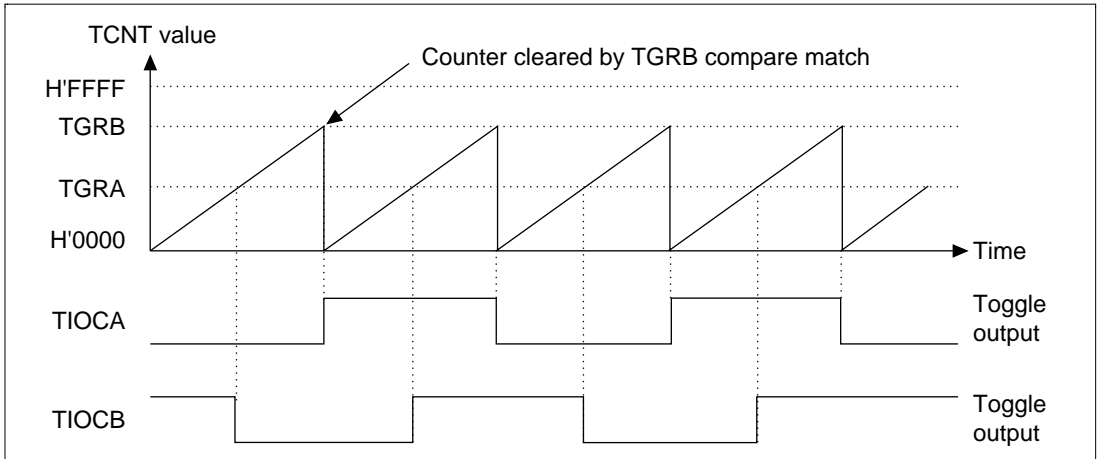 TCNT value
Counter cleared by TGRB compare match
H'FFFF
TGRB
TGRA
H'0000
Time
TIOCA
Toggle
output
TIOCB
Toggle
output